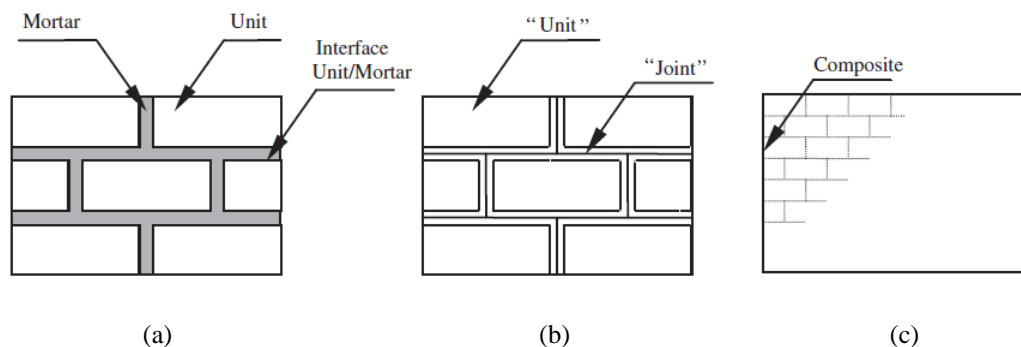 Mortar
Unit
Interface
Unit/Mortar
“Unit”
“Joint”
Composite
(a)
(b)
(c)